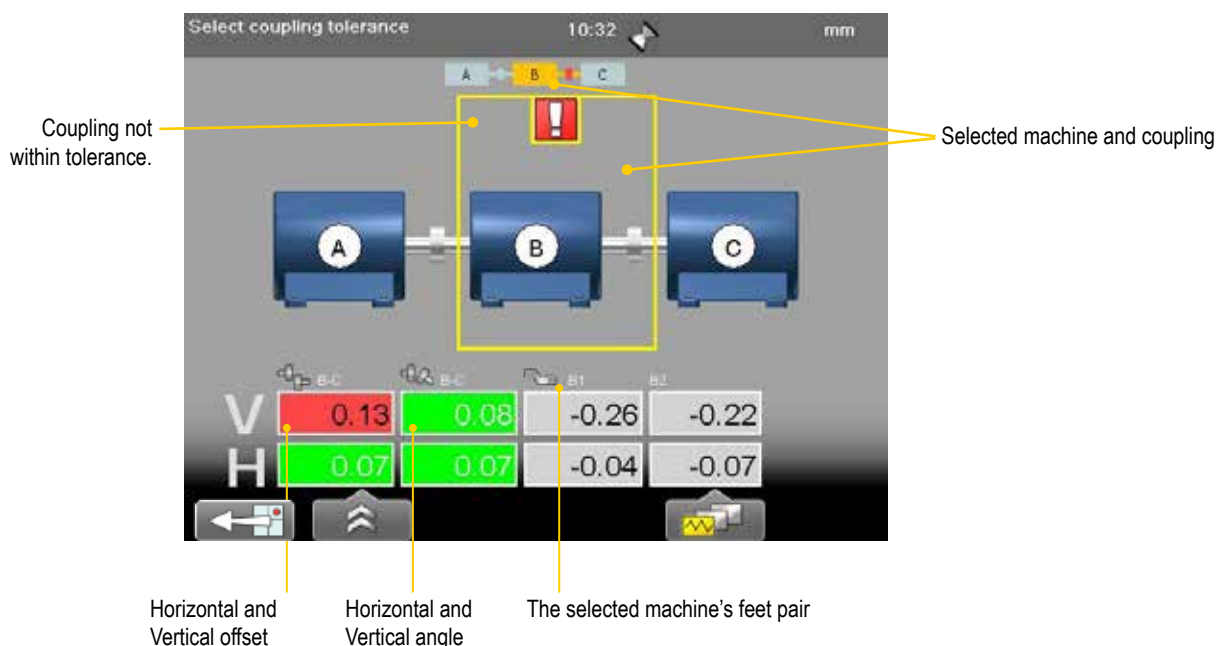 Select coupling tolerance 10:32 mm
A B C
Coupling not
within tolerance.
Selected machine and coupling
A B C
B-C B-C B1 B2
V 0.13 0.08 -0.26 -0.22
H 0.07 0.07 -0.04 -0.07
Horizontal and
Vertical offset
Horizontal and
Vertical angle
The selected machine's feet pair